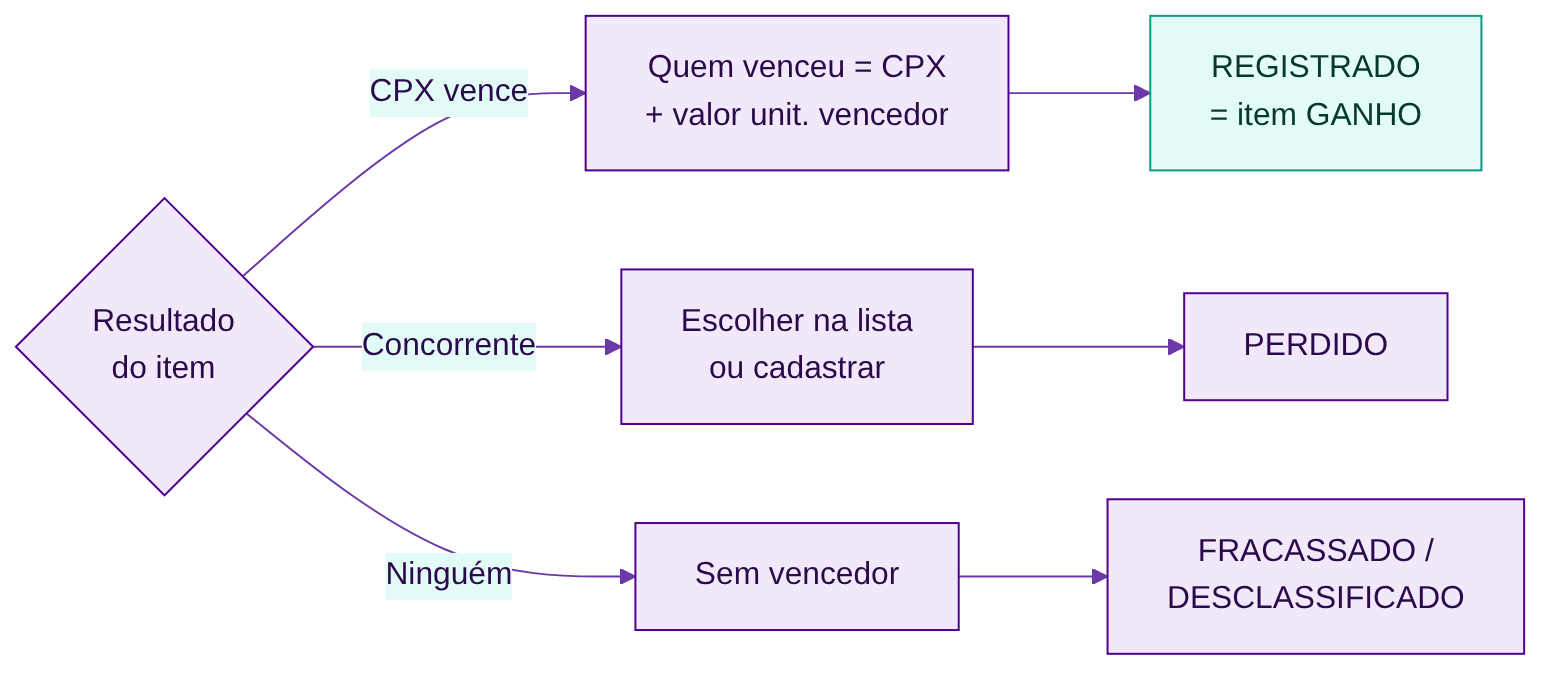 Resultado
do item
CPX vence
Quem venceu = CPX
+ valor unit. vencedor
REGISTRADO
= item GANHO
Concorrente
Escolher na lista
ou cadastrar
PERDIDO
Ninguém
Sem vencedor
FRACASSADO /
DESCLASSIFICADO